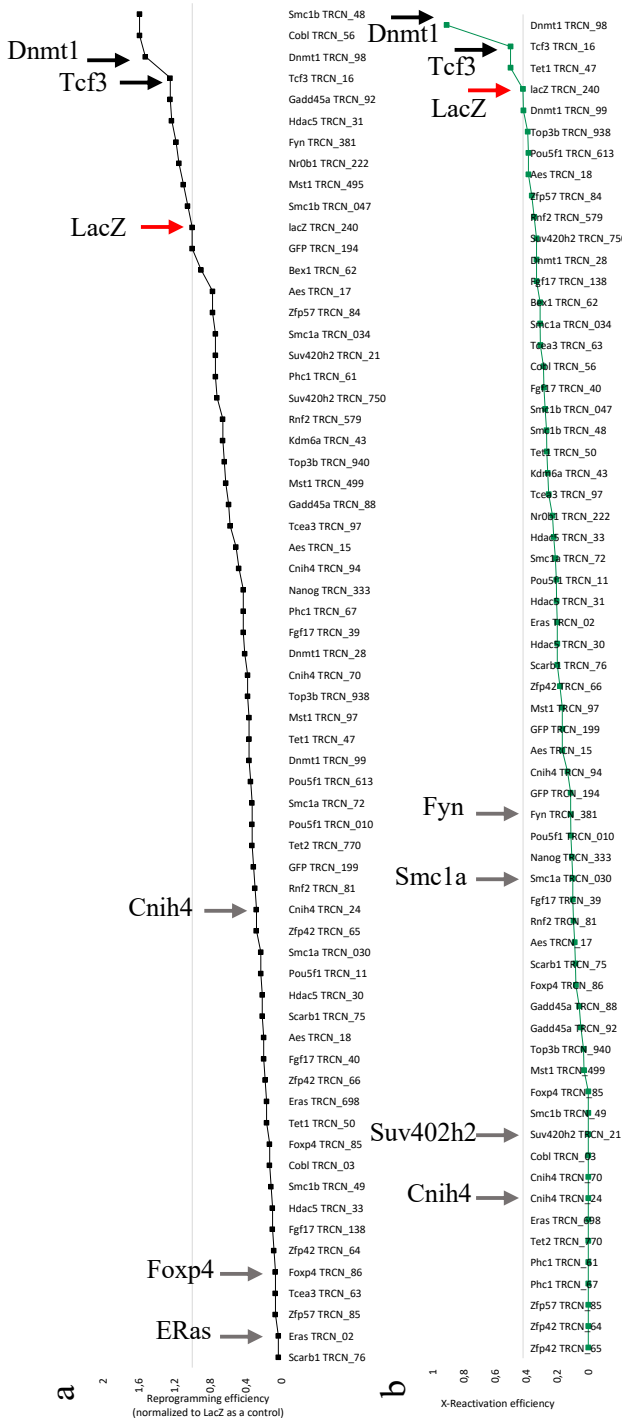 Smc1b TRCN_48
Cobl TRCN_56
Dnmt1 TRCN_98
Tcf3 TRCN_16
Gadd45a TRCN_92
Hdac5 TRCN_31
Fyn TRCN_381
Nr0b1 TRCN_222
Mst1 TRCN_495
Smc1b TRCN_047
lacZ TRCN_240
GFP TRCN_194
Bex1 TRCN_62
Aes TRCN_17
Zfp57 TRCN_84
Smc1a TRCN_034
Suv420h2 TRCN_21
Phc1 TRCN_61
Suv420h2 TRCN_750
Rnf2 TRCN_579
Kdm6a TRCN_43
Top3b TRCN_940
Mst1 TRCN_499
Gadd45a TRCN_88
Tcea3 TRCN_97
Aes TRCN_15
Cnih4 TRCN_94
Nanog TRCN_333
Phc1 TRCN_67
Fgf17 TRCN_39
Dnmt1 TRCN_28
Cnih4 TRCN_70
Top3b TRCN_938
Mst1 TRCN_97
Tet1 TRCN_47
Dnmt1 TRCN_99
Pou5f1 TRCN_613
Smc1a TRCN_72
Pou5f1 TRCN_010
Tet2 TRCN_770
GFP TRCN_199
Rnf2 TRCN_81
Cnih4 TRCN_24
Zfp42 TRCN_65
Smc1a TRCN_030
Pou5f1 TRCN_11
Hdac5 TRCN_30
Scarb1 TRCN_75
Aes TRCN_18
Fgf17 TRCN_40
Zfp42 TRCN_66
Eras TRCN_698
Tet1 TRCN_50
Foxp4 TRCN_85
Cobl TRCN_03
Smc1b TRCN_49
Hdac5 TRCN_33
Fgf17 TRCN_138
Zfp42 TRCN_64
Foxp4 TRCN_86
Tcea3 TRCN_63
Zfp57 TRCN_85
Eras TRCN_02
Scarb1 TRCN_76
Dnmt1
Tcf3
LacZ
Cnih4
Foxp4
ERas
a
2
1,6
1,2
0,8
0,4
0
Reprogramming efficiency
(normalized to LacZ as a control)
Dnmt1 TRCN_98
Tcf3 TRCN_16
Tet1 TRCN_47
lacZ TRCN_240
Dnmt1 TRCN_99
Top3b TRCN_938
Pou5f1 TRCN_613
Aes TRCN_18
Zfp57 TRCN_84
Rnf2 TRCN_579
Suv420h2 TRCN_750
Dnmt1 TRCN_28
Fgf17 TRCN_138
Bex1 TRCN_62
Smc1a TRCN_034
Tcea3 TRCN_63
Cobl TRCN_56
Fgf17 TRCN_40
Smc1b TRCN_047
Smc1b TRCN_48
Tet1 TRCN_50
Kdm6a TRCN_43
Tcea3 TRCN_97
Nr0b1 TRCN_222
Hdac5 TRCN_33
Smc1a TRCN_72
Pou5f1 TRCN_11
Hdac5 TRCN_31
Eras TRCN_02
Hdac5 TRCN_30
Scarb1 TRCN_76
Zfp42 TRCN_66
Mst1 TRCN_97
GFP TRCN_199
Aes TRCN_15
Cnih4 TRCN_94
GFP TRCN_194
Fyn TRCN_381
Pou5f1 TRCN_010
Nanog TRCN_333
Smc1a TRCN_030
Fgf17 TRCN_39
Rnf2 TRCN_81
Aes TRCN_17
Scarb1 TRCN_75
Foxp4 TRCN_86
Gadd45a TRCN_88
Gadd45a TRCN_92
Top3b TRCN_940
Mst1 TRCN_499
Foxp4 TRCN_85
Smc1b TRCN_49
Suv420h2 TRCN_21
Cobl TRCN_03
Cnih4 TRCN_70
Cnih4 TRCN_24
Eras TRCN_698
Tet2 TRCN_770
Phc1 TRCN_61
Phc1 TRCN_67
Zfp57 TRCN_85
Zfp42 TRCN_64
Zfp42 TRCN_65
Dnmt1
Tcf3
LacZ
Fyn
Smc1a
Suv402h2
Cnih4
b
1
0,8
0,6
0,4
0,2
0
X-Reactivation efficiency